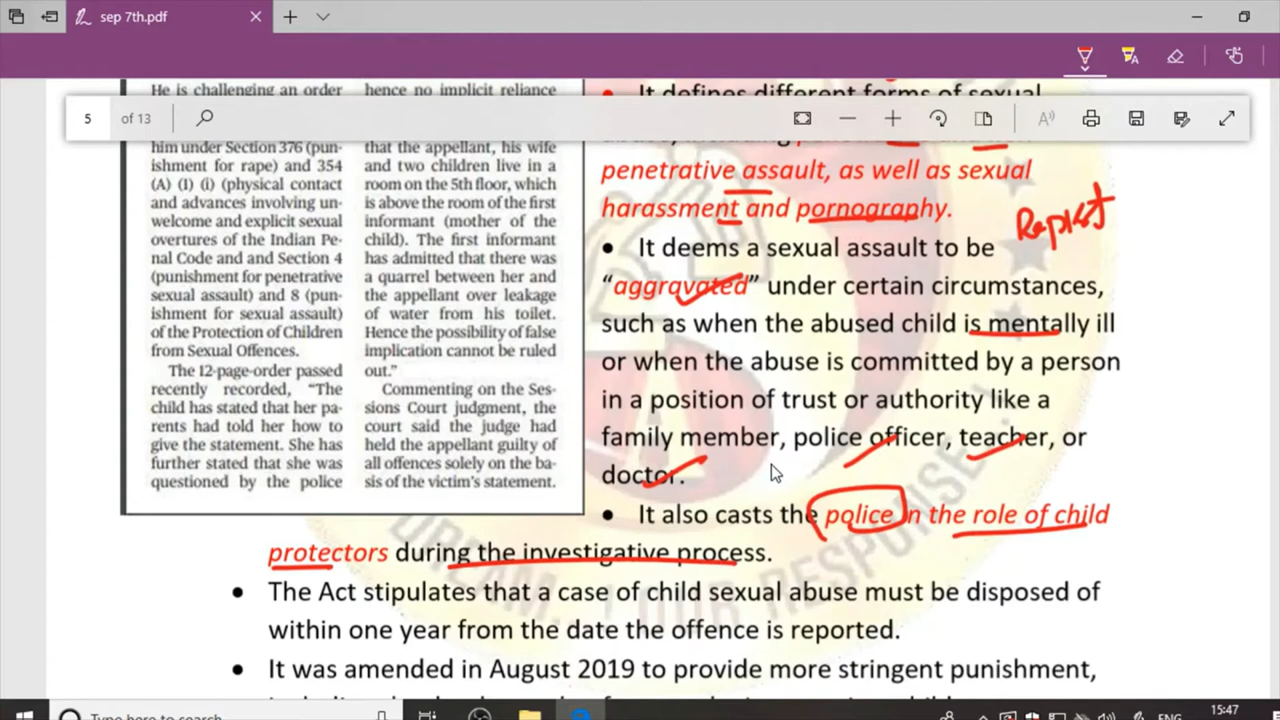 sep 7th.pdf
5 of 13
He is challenging an order
him under Section 376 (pun-
ishment for rape) and 354
(A) (1) (i) (physical contact
and advances involving un-
welcome and explicit sexual
overtures of the Indian Pe-
nal Code and and Section 4
(punishment for penetrative
sexual assault) and 8 (pun-
ishment for sexual assault)
of the Protection of Children
from Sexual Offences.
The 12-page-order passed
recently recorded, “The
child has stated that her pa-
rents had told her how to
give the statement. She has
further stated that she was
questioned by the police
hence no implicit reliance
that the appellant, his wife
and two children live in a
room on the 5th floor, which
is above the room of the first
informant (mother of the
child). The first informant
has admitted that there was
a quarrel between her and
the appellant over leakage
of water from his toilet.
Hence the possibility of false
implication cannot be ruled
out.”
Commenting on the Ses-
sions Court judgment, the
court said the judge had
held the appellant guilty of
all offences solely on the ba-
sis of the victim’s statement.
• It defines different forms of sexual
penetrative assault, as well as sexual
harassment and pornography.
Rapist
• It deems a sexual assault to be
“aggravated” under certain circumstances,
such as when the abused child is mentally ill
or when the abuse is committed by a person
in a position of trust or authority like a
family member, police officer, teacher, or
doctor.
• It also casts the police in the role of child
protectors during the investigative process.
• The Act stipulates that a case of child sexual abuse must be disposed of
within one year from the date the offence is reported.
• It was amended in August 2019 to provide more stringent punishment,
Type here to search
ENG
15:47